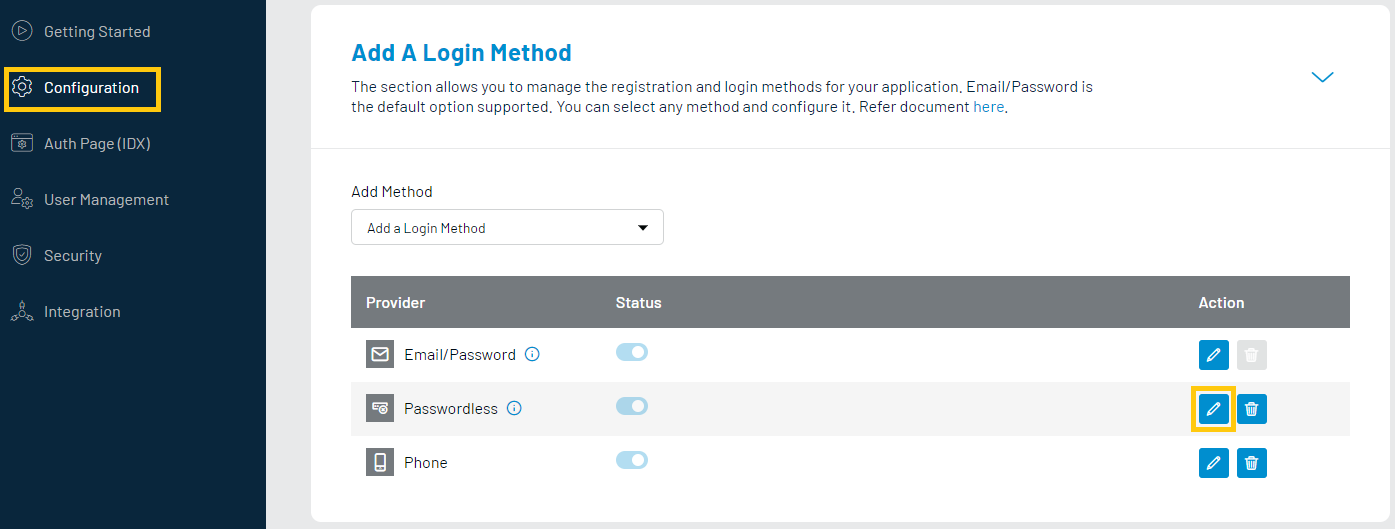 Getting Started
Configuration
Auth Page (IDX)
User Management
Security
Integration
Add A Login Method
The section allows you to manage the registration and login methods for your application. Email/Password is
the default option supported. You can select any method and configure it. Refer document here.
Add Method
Add a Login Method
Provider Status Action
Email/Password
Passwordless
Phone